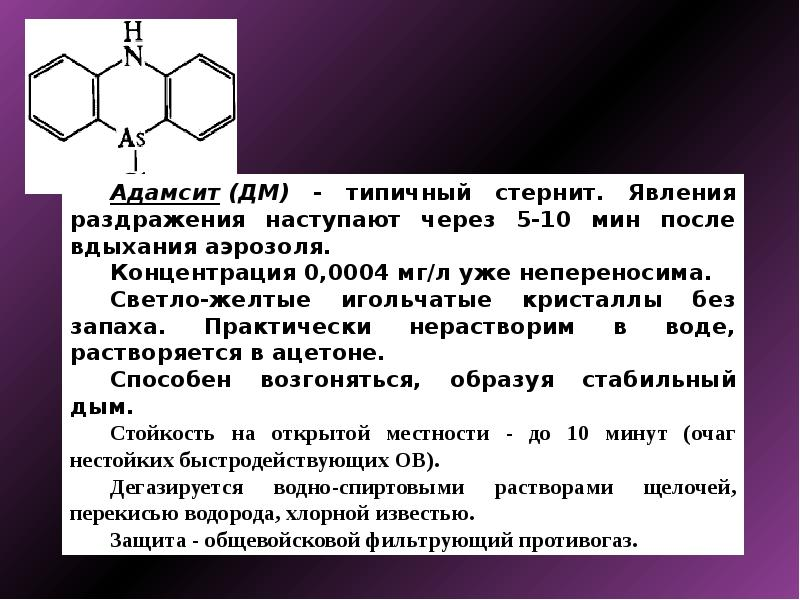 H
N
As
Адамсит (ДМ) - типичный стернит. Явления
раздражения наступают через 5-10 мин после
вдыхания аэрозоля.
Концентрация 0,0004 мг/л уже непереносима.
Светло-желтые игольчатые кристаллы без
запаха. Практически нерастворим в воде,
растворяется в ацетоне.
Способен возгоняться, образуя стабильный
дым.
Стойкость на открытой местности - до 10 минут (очаг
нестойких быстродействующих ОВ).
Дегазируется водно-спиртовыми растворами щелочей,
перекисью водорода, хлорной известью.
Защита - общевойсковой фильтрующий противогаз.